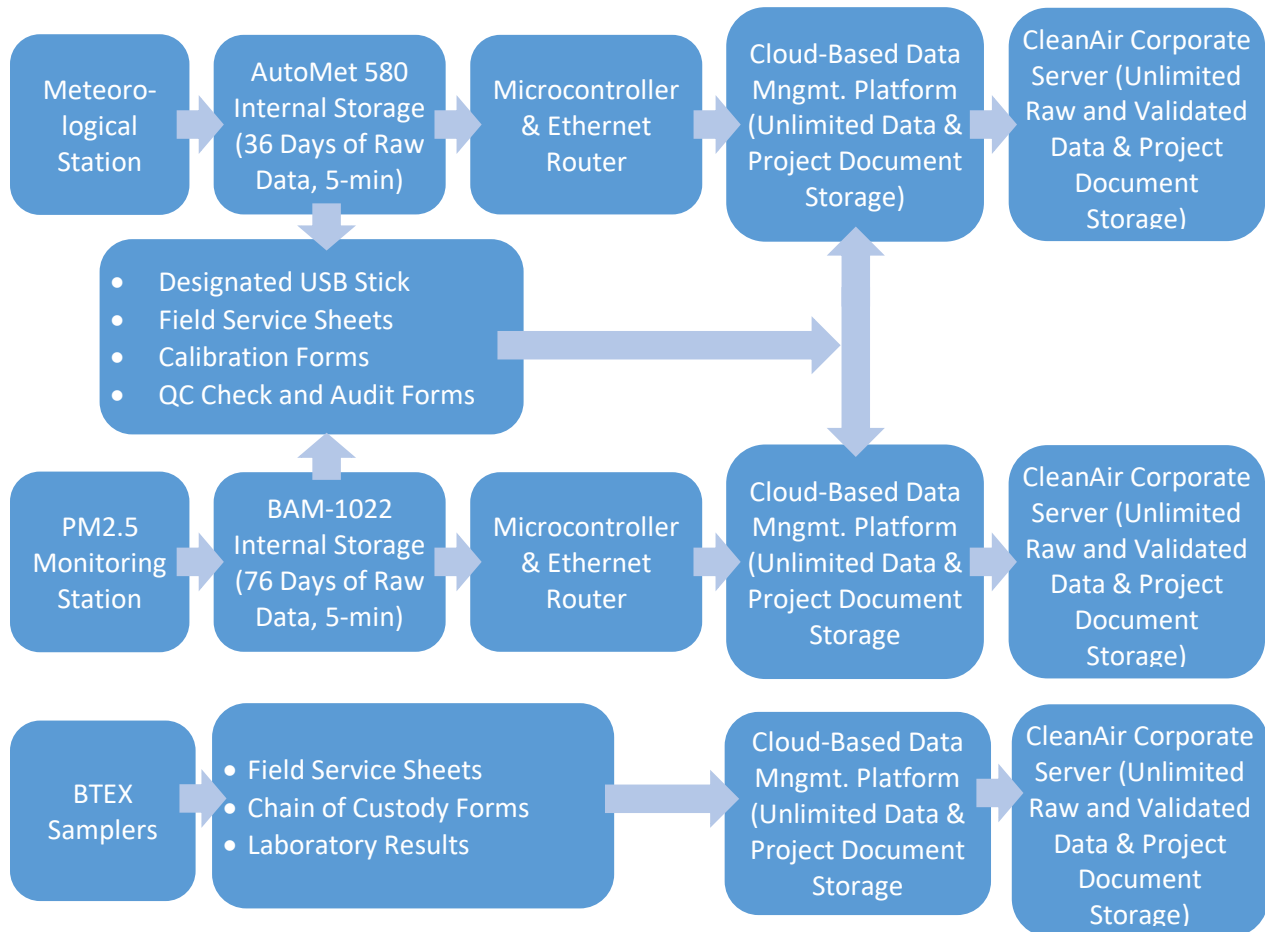 Meteoro-
logical
Station
AutoMet 580
Internal Storage
(36 Days of Raw
Data, 5-min)
Microcontroller
& Ethernet
Router
Cloud-Based Data
Mngmt. Platform
(Unlimited Data &
Project Document
Storage)
CleanAir Corporate
Server (Unlimited
Raw and Validated
Data & Project
Document
Storage)
• Designated USB Stick
• Field Service Sheets
• Calibration Forms
• QC Check and Audit Forms
PM2.5
Monitoring
Station
BAM-1022
Internal Storage
(76 Days of Raw
Data, 5-min)
Microcontroller
& Ethernet
Router
Cloud-Based Data
Mngmt. Platform
(Unlimited Data &
Project Document
Storage
CleanAir Corporate
Server (Unlimited
Raw and Validated
Data & Project
Document
Storage)
BTEX
Samplers
• Field Service Sheets
• Chain of Custody Forms
• Laboratory Results
Cloud-Based Data
Mngmt. Platform
(Unlimited Data &
Project Document
Storage
CleanAir Corporate
Server (Unlimited
Raw and Validated
Data & Project
Document
Storage)